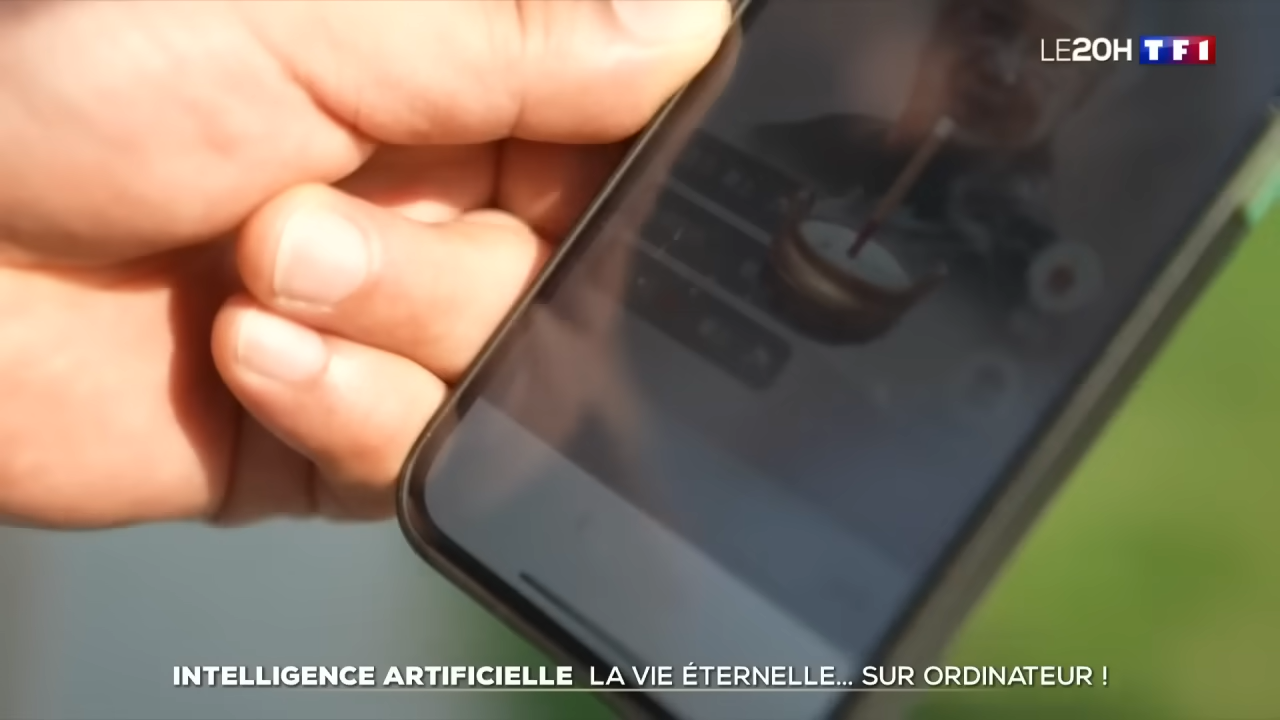 LE20H TF1
INTELLIGENCE ARTIFICIELLE LA VIE ÉTERNELLE... SUR ORDINATEUR !